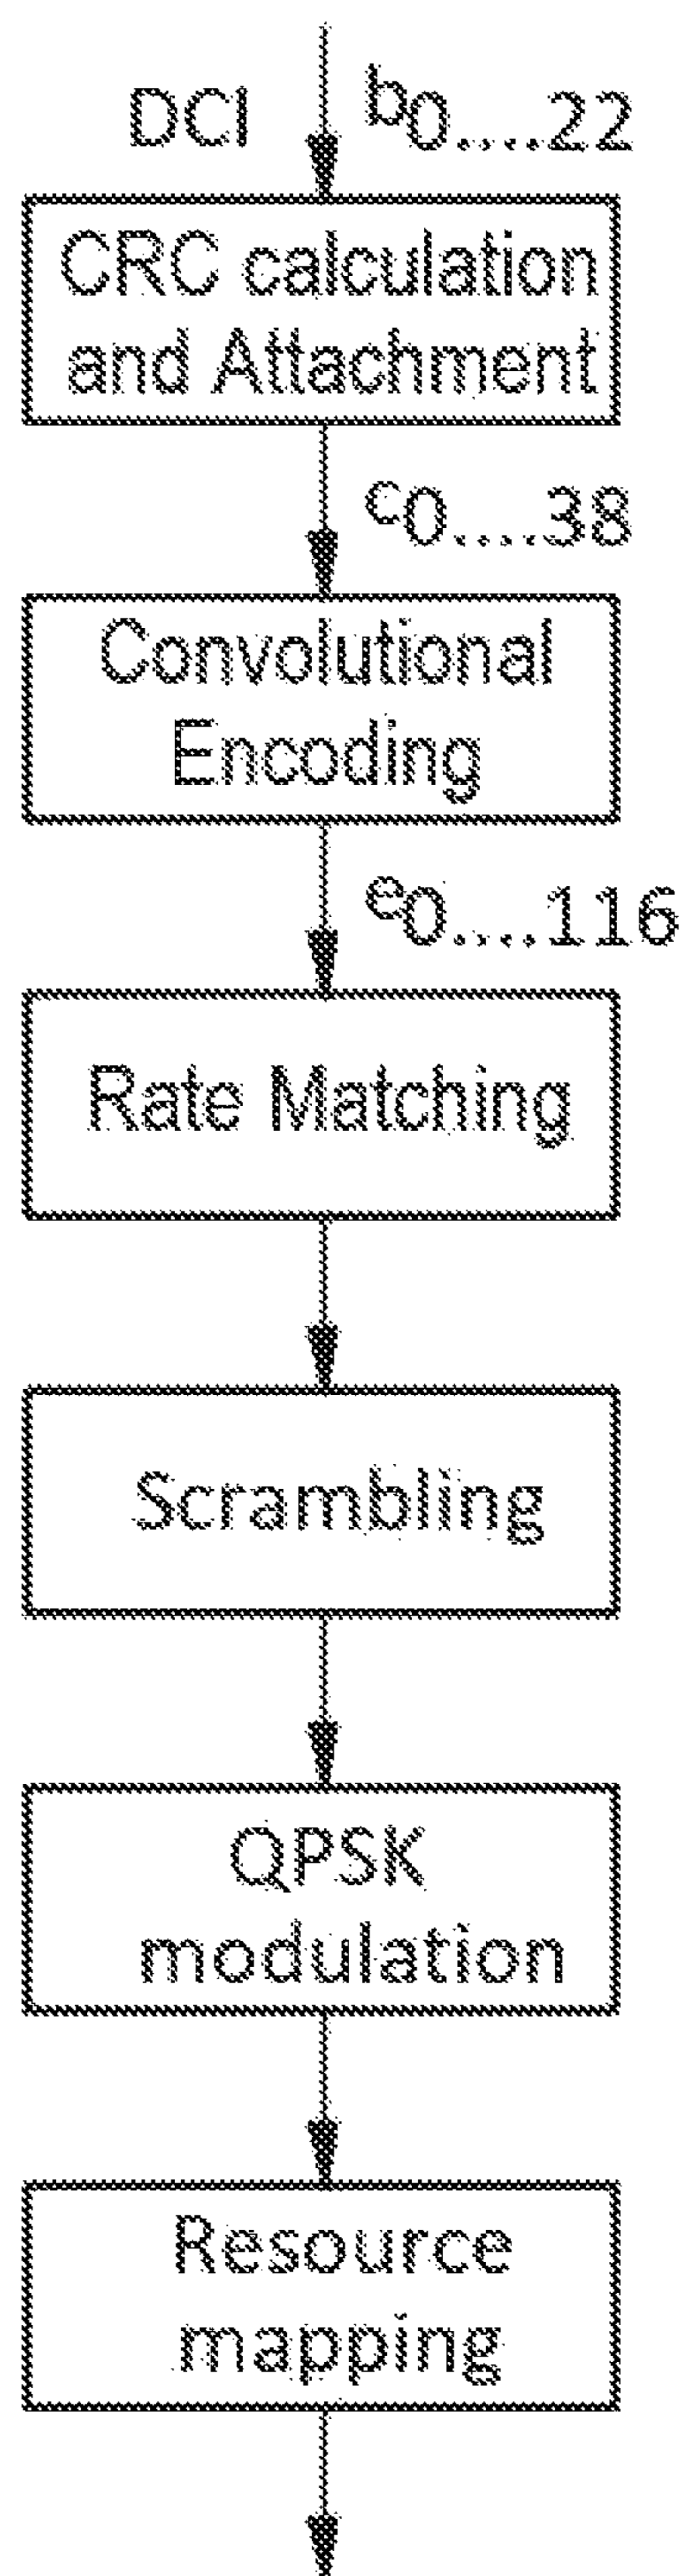 DCI b0....22
CRC calculation
and Attachment
c0....38
Convolutional
Encoding
e0....116
Rate Matching
Scrambling
QPSK
modulation
Resource
mapping